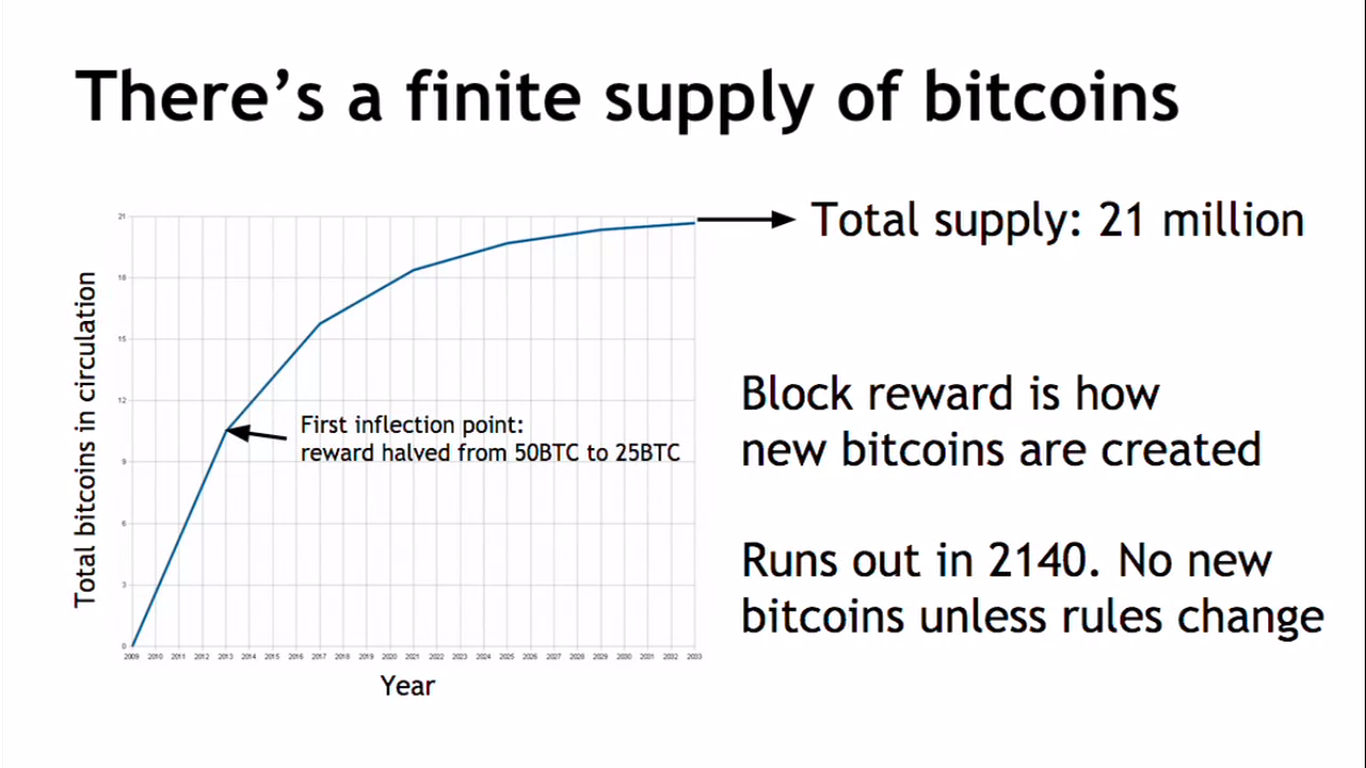 There's a finite supply of bitcoins
Total supply: 21 million
21
18
15
12
9
6
3
0
Total bitcoins in circulation
First inflection point:
reward halved from 50BTC to 25BTC
2009 2010 2011 2012 2013 2014 2015 2016 2017 2018 2019 2020 2021 2022 2023 2024 2025 2026 2027 2028 2029 2030 2031 2032 2033
Year
Block reward is how
new bitcoins are created
Runs out in 2140. No new
bitcoins unless rules change